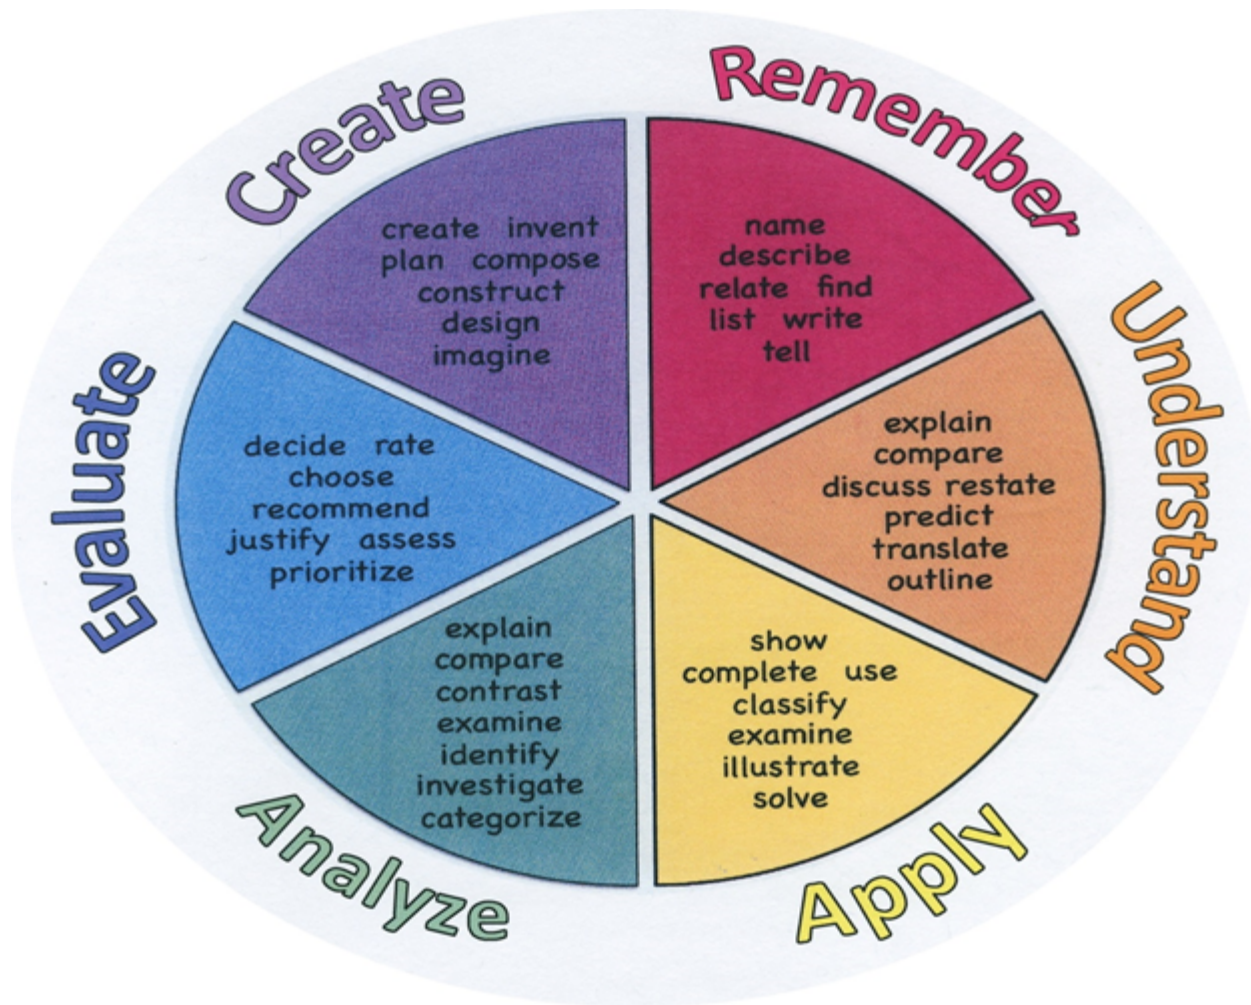 Remember
name
describe
relate find
list write
tell
Understand
explain
compare
discuss restate
predict
translate
outline
Apply
show
complete use
classify
examine
illustrate
solve
Analyze
explain
compare
contrast
examine
identify
investigate
categorize
Evaluate
decide rate
choose
recommend
justify assess
prioritize
Create
create invent
plan compose
construct
design
imagine